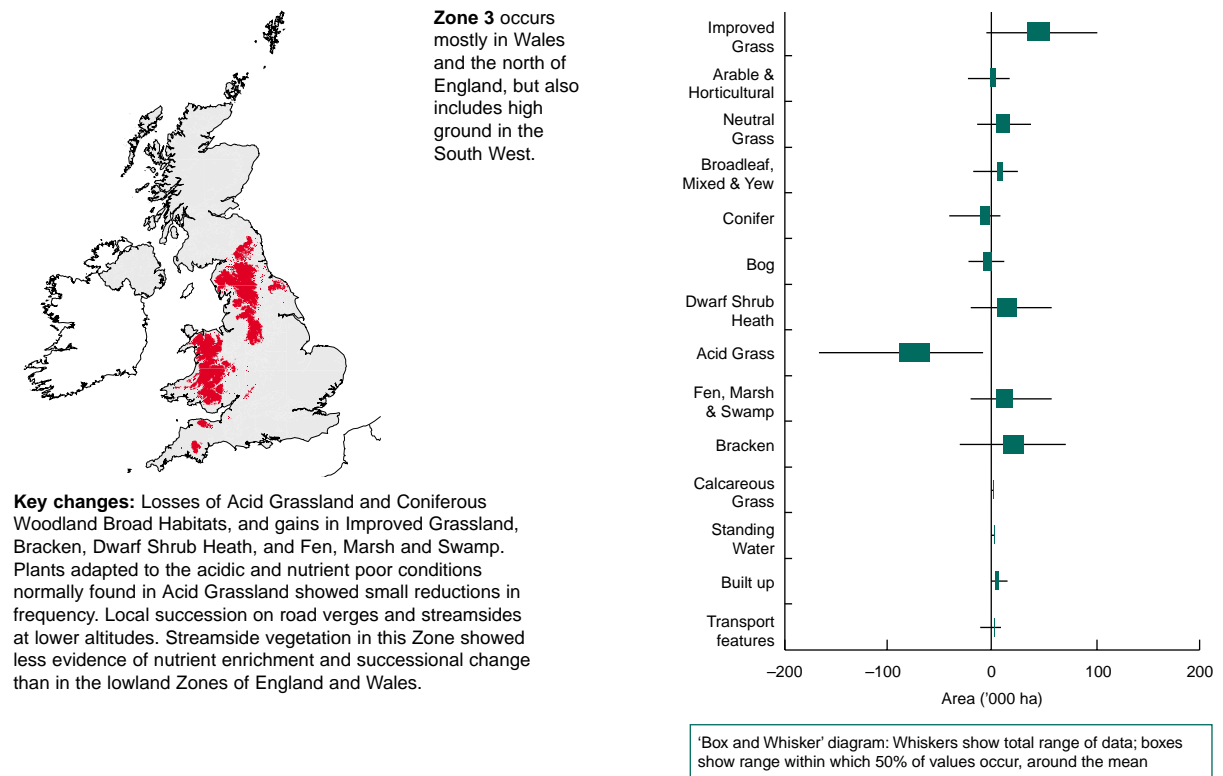 Zone 3 occurs
mostly in Wales
and the north of
England, but also
includes high
ground in the
South West.
Key changes: Losses of Acid Grassland and Coniferous
Woodland Broad Habitats, and gains in Improved Grassland,
Bracken, Dwarf Shrub Heath, and Fen, Marsh and Swamp.
Plants adapted to the acidic and nutrient poor conditions
normally found in Acid Grassland showed small reductions in
frequency. Local succession on road verges and streamsides
at lower altitudes. Streamside vegetation in this Zone showed
less evidence of nutrient enrichment and successional change
than in the lowland Zones of England and Wales.
Improved
Grass
Arable &
Horticultural
Neutral
Grass
Broadleaf,
Mixed & Yew
Conifer
Bog
Dwarf Shrub
Heath
Acid Grass
Fen, Marsh
& Swamp
Bracken
Calcareous
Grass
Standing
Water
Built up
Transport
features
–200 –100 0 100 200
Area ('000 ha)
‘Box and Whisker’ diagram: Whiskers show total range of data; boxes
show range within which 50% of values occur, around the mean